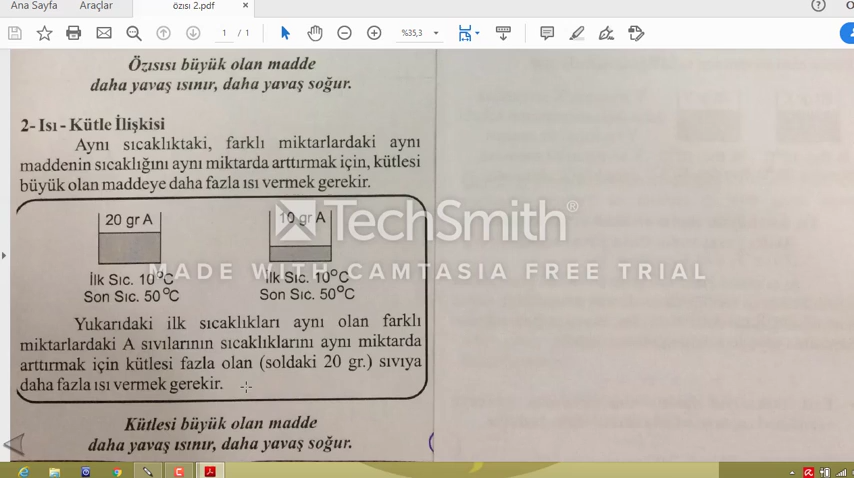 Ana Sayfa Araçlar özısı 2.pdf ×
1 / 1 %35,3
Özısısı büyük olan madde
daha yavaş ısınır, daha yavaş soğur.
2- Isı - Kütle İlişkisi
Aynı sıcaklıktaki, farklı miktarlardaki aynı
maddenin sıcaklığını aynı miktarda arttırmak için, kütlesi
büyük olan maddeye daha fazla ısı vermek gerekir.
20 gr A 10 gr A
TechSmith®
MADE WITH CAMTASIA FREE TRIAL
İlk Sıc. 10°C İlk Sıc. 10°C
Son Sıc. 50°C Son Sıc. 50°C
Yukarıdaki ilk sıcaklıkları aynı olan farklı
miktarlardaki A sıvılarının sıcaklıklarını aynı miktarda
arttırmak için kütlesi fazla olan (soldaki 20 gr.) sıvıya
daha fazla ısı vermek gerekir.
Kütlesi büyük olan madde
daha yavaş ısınır, daha yavaş soğur.